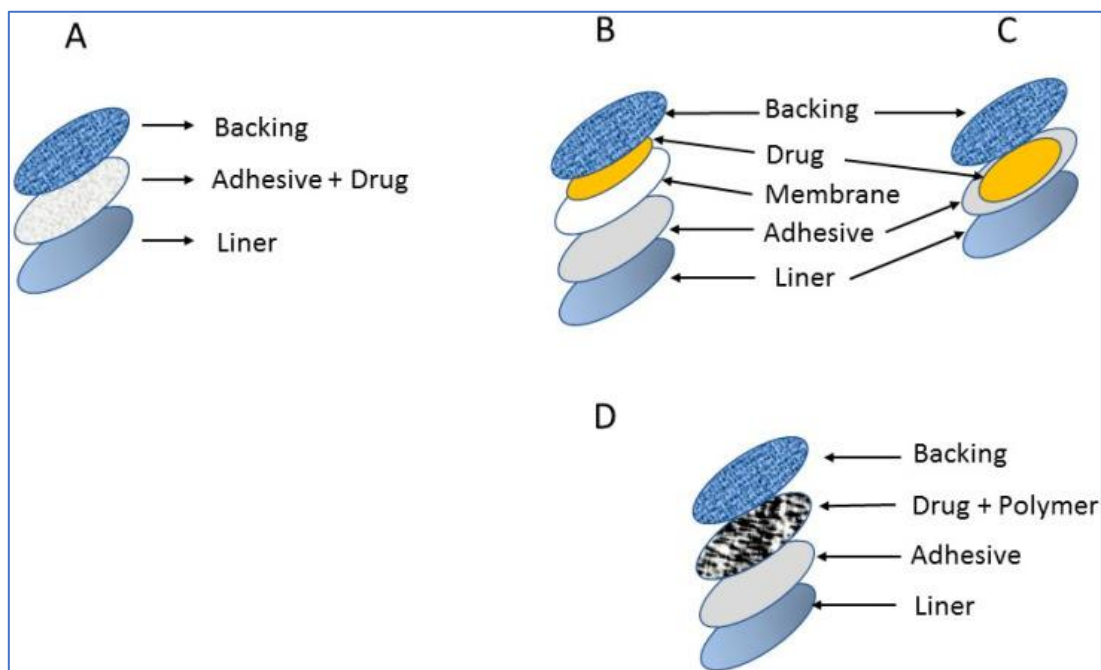 A
Backing
Adhesive + Drug
Liner
B
C
Backing
Drug
Membrane
Adhesive
Liner
D
Backing
Drug + Polymer
Adhesive
Liner